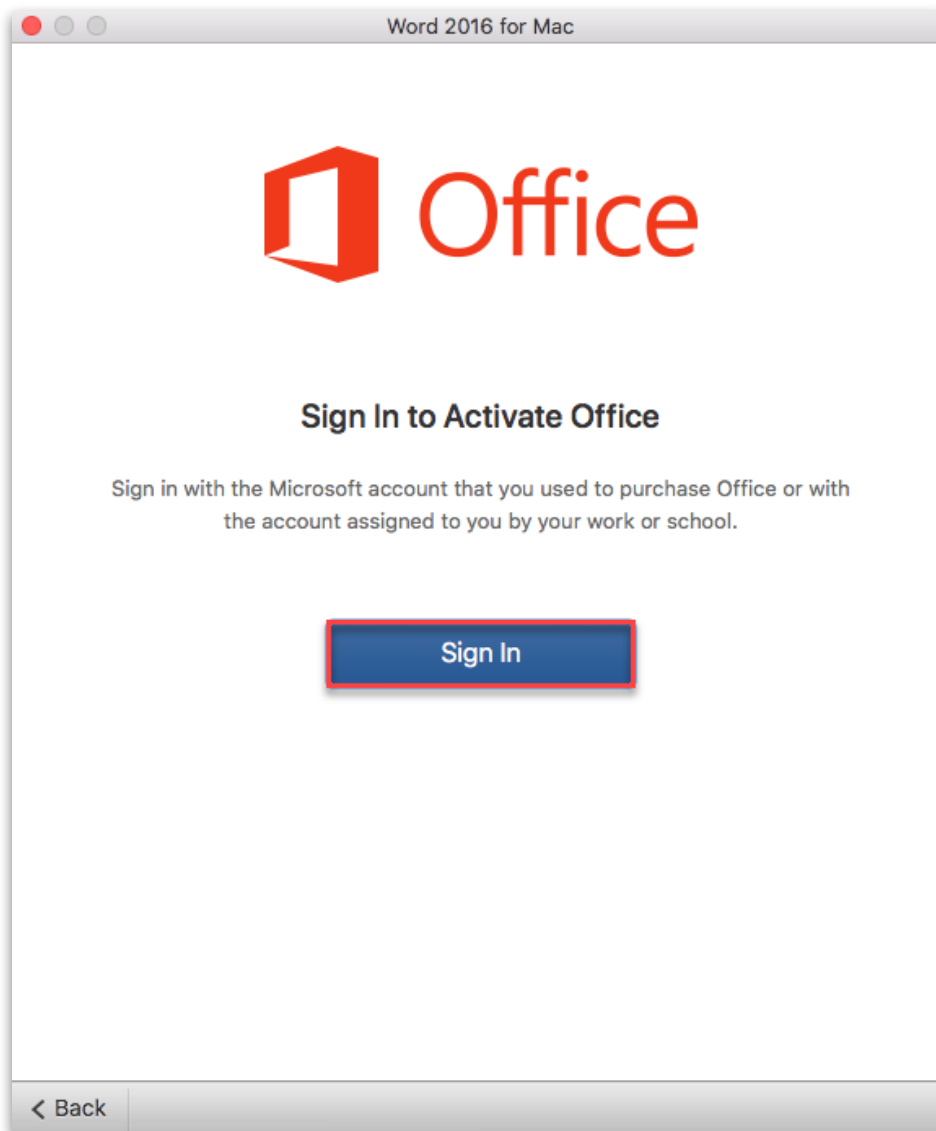 Word 2016 for Mac
Office
Sign In to Activate Office
Sign in with the Microsoft account that you used to purchase Office or with
the account assigned to you by your work or school.
Sign In
Back